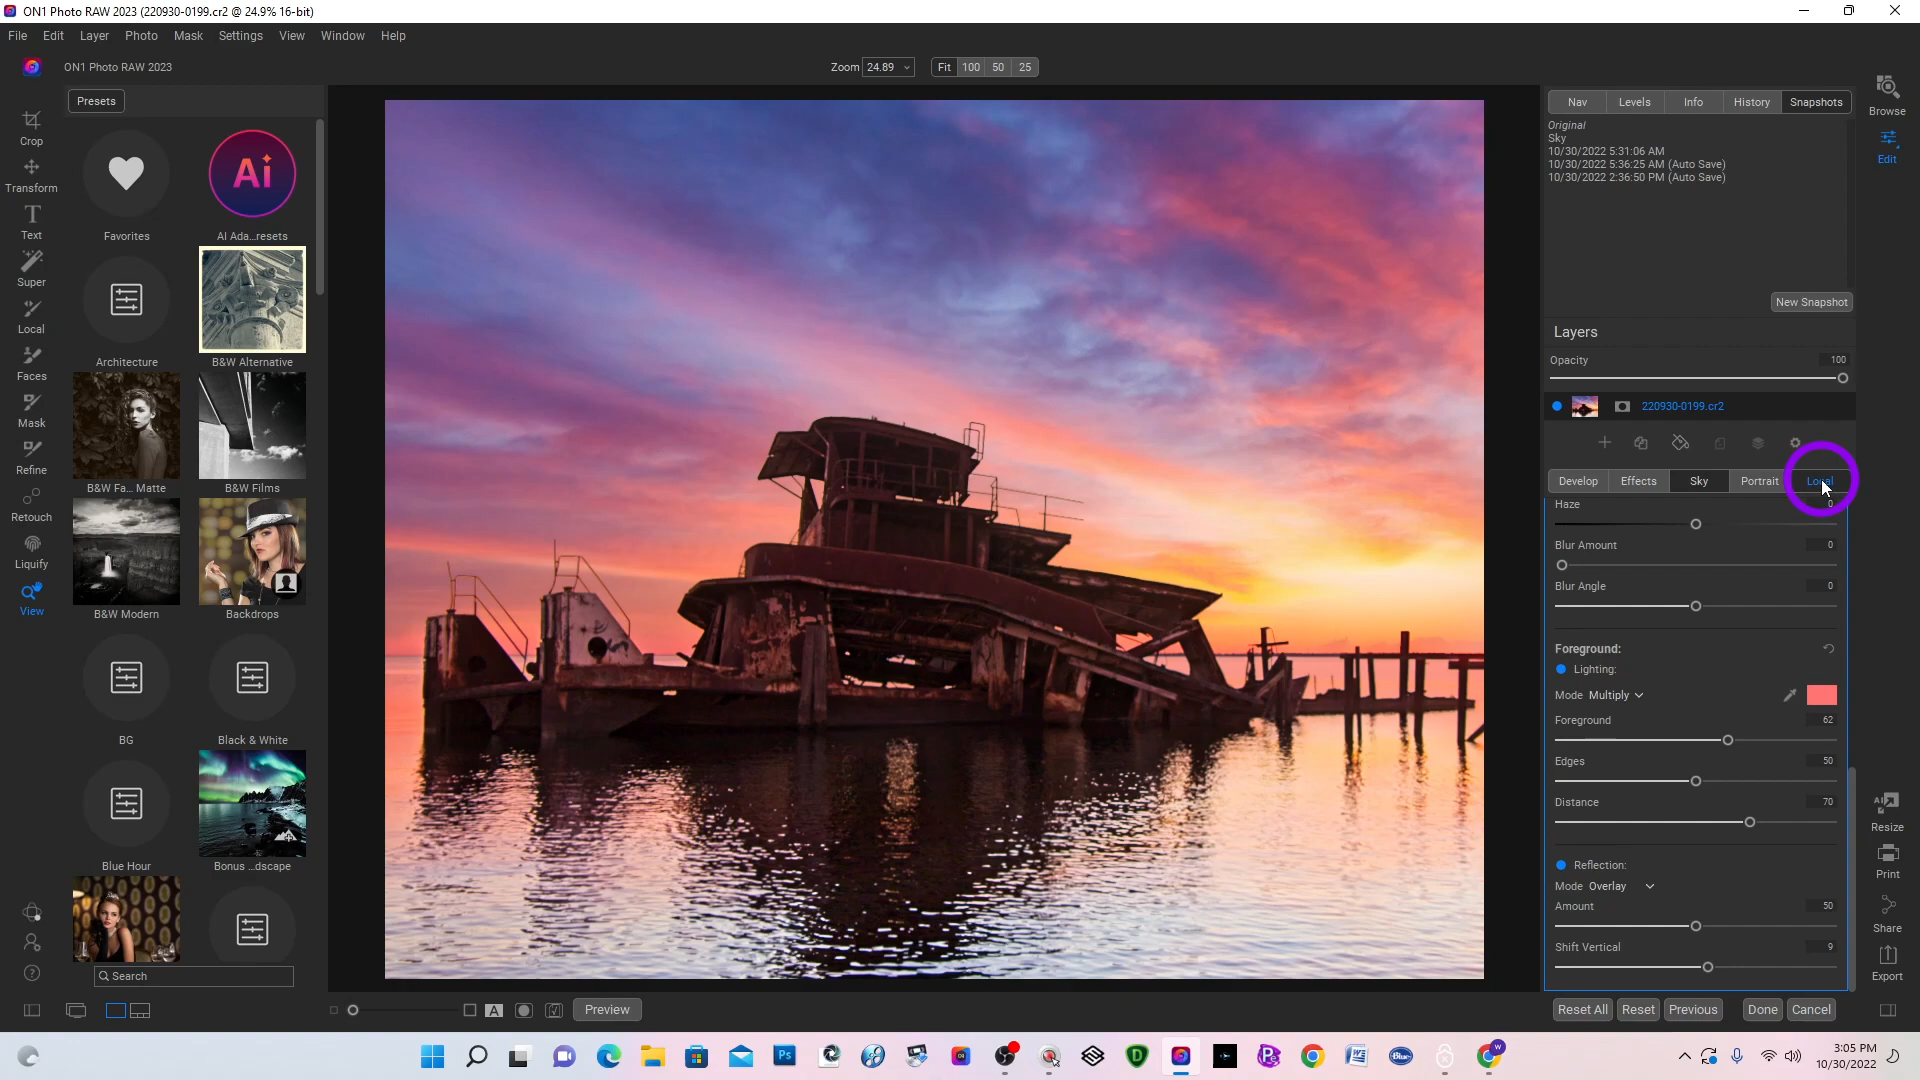 ON1 Photo RAW 2023 (220930-0199.cr2 @ 24.9% 16-bit)
File Edit Layer Photo Mask Settings View Window Help
ON1 Photo RAW 2023
Zoom 24.89 Fit 100 50 25
Presets
Crop
Transform
Text
Super
Local
Faces
Mask
Refine
Retouch
Liquify
View
Ai
Favorites AI Ada...resets
Architecture B&W Alternative
B&W Fa... Matte B&W Films
B&W Modern Backdrops
BG Black & White
Blue Hour Bonus ...dscape
Search
A Preview
Nav Levels Info History Snapshots
Original
Sky
10/30/2022 5:31:06 AM
10/30/2022 5:36:25 AM (Auto Save)
10/30/2022 2:36:50 PM (Auto Save)
New Snapshot
Layers
Opacity 100
220930-0199.cr2
Develop Effects Sky Portrait Local
Haze 0
Blur Amount 0
Blur Angle 0
Foreground:
Lighting:
Mode Multiply
Foreground 62
Edges 50
Distance 70
Reflection:
Mode Overlay
Amount 50
Shift Vertical 9
Reset All Reset Previous Done Cancel
Browse
Edit
AI
Resize
Print
Share
Export
Ps
D
W
Blue
W
3:05 PM
10/30/2022